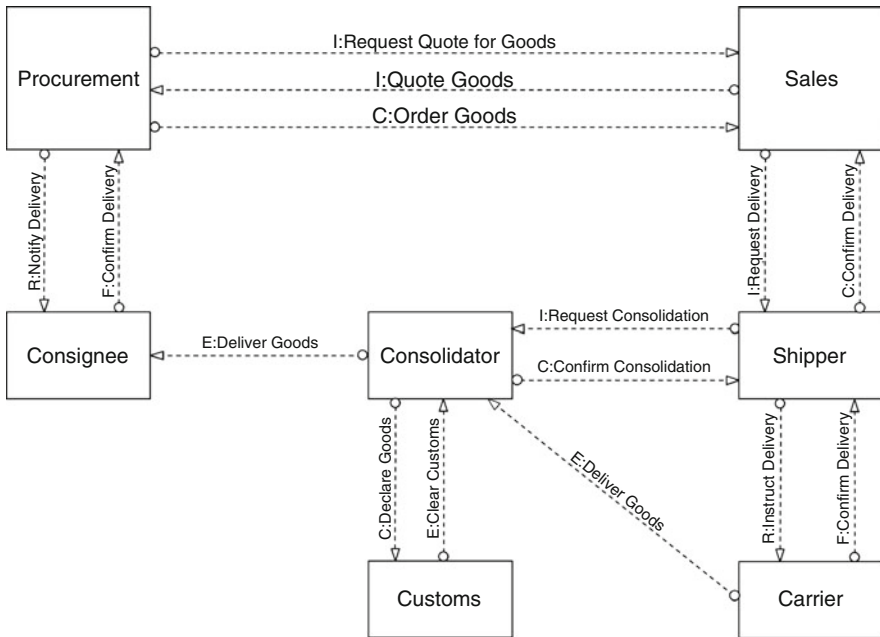 I:Request Quote for Goods
Procurement
Sales
I:Quote Goods
C:Order Goods
R:Notify Delivery
F:Confirm Delivery
I:Request Delivery
C:Confirm Delivery
I:Request Consolidation
E:Deliver Goods
Consignee
Consolidator
Shipper
C:Confirm Consolidation
C:Declare Goods
E:Clear Customs
E:Deliver Goods
R:Instruct Delivery
F:Confirm Delivery
Customs
Carrier